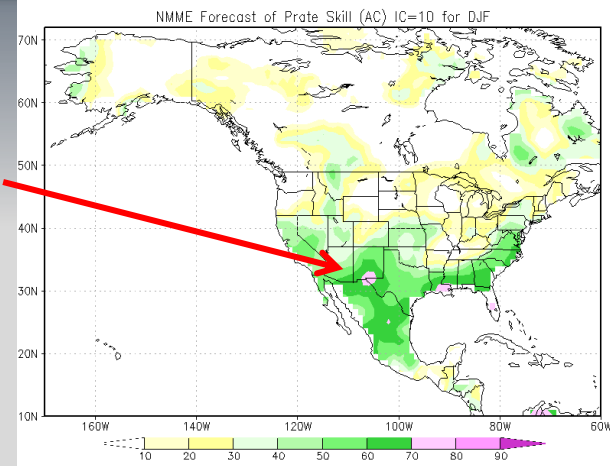 NMME Forecast of Prate Skill (AC) IC=10 for DJF
70N
60N
50N
40N
30N
20N
10N
160W 140W 120W 100W 80W 60W
10 20 30 40 50 60 70 80 90